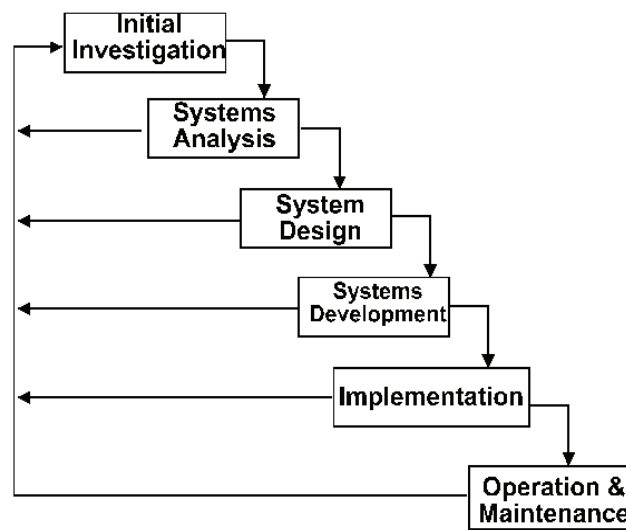 Initial
Investigation
Systems
Analysis
System
Design
Systems
Development
Implementation
Operation &
Maintenance